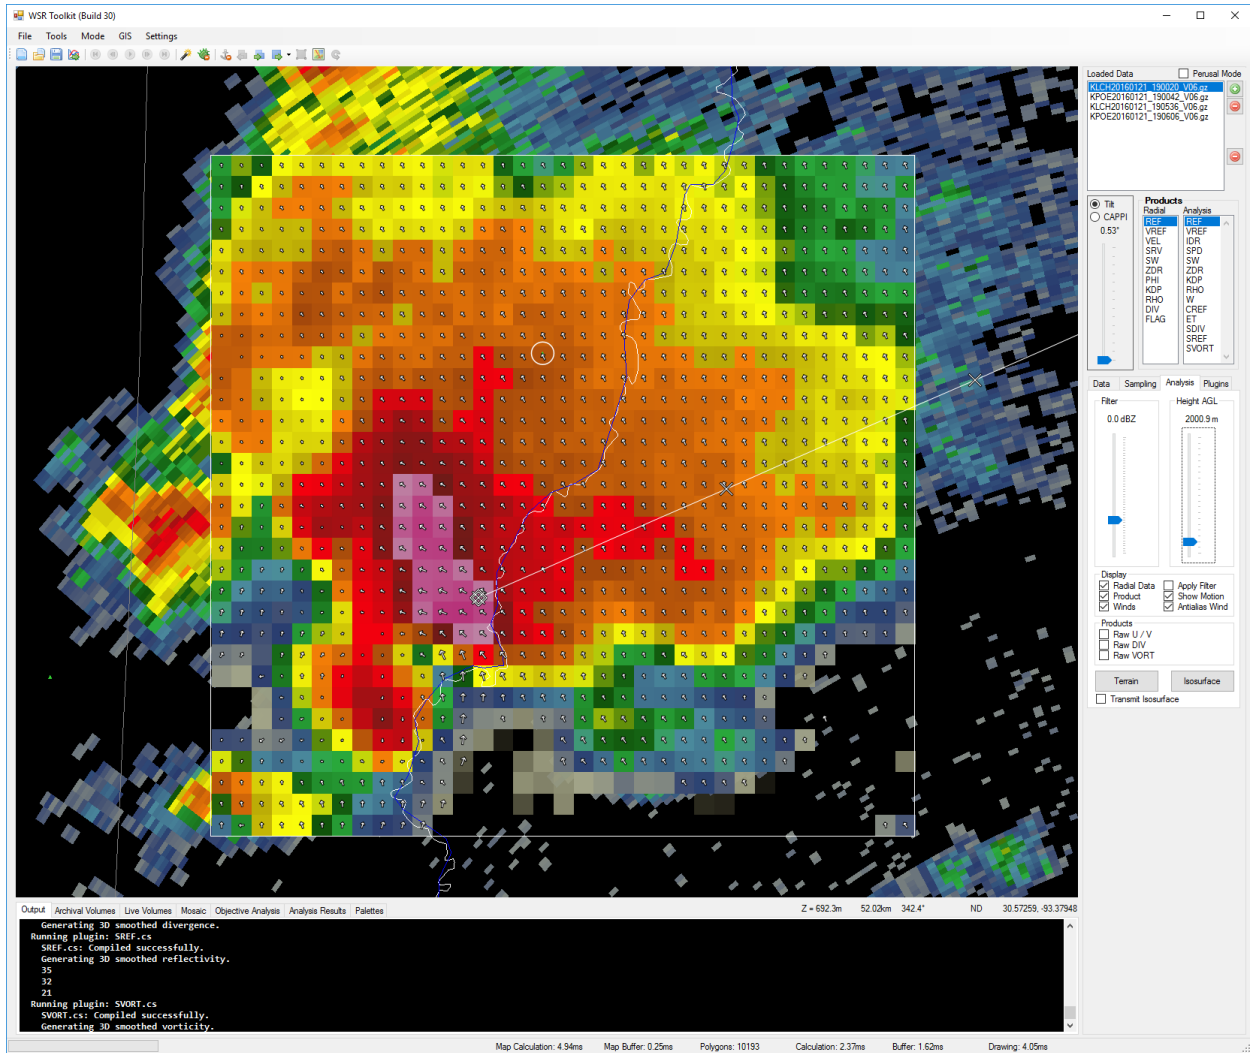 WSR Toolkit (Build 30)
File Tools Mode GIS Settings
Loaded Data Perusal Mode
KLCH20160121_190020_V06.gz
KPOE20160121_190042_V06.gz
KLCH20160121_190536_V06.gz
KPOE20160121_190606_V06.gz
Tilt
CAPPI
0.53°
Products
Radial Analysis
REF REF
VREF VREF
VEL IDR
SRV SPD
SW SW
ZDR ZDR
PHI KDP
KDP RHO
RHO W
DIV CREF
FLAG ET
SDIV
SREF
SVORT
Data Sampling Analysis Plugins
Filter Height AGL
0.0 dBZ 2000.9 m
Display
Radial Data Apply Filter
Product Show Motion
Winds Antialias Wind
Products
Raw U / V
Raw DIV
Raw VORT
Terrain Isosurface
Transmit Isosurface
Output Archival Volumes Live Volumes Mosaic Objective Analysis Analysis Results Palettes Z = 692.3m 52.02km 342.4° ND 30.57259, -93.37948
Generating 3D smoothed divergence.
Running plugin: SREF.cs
SREF.cs: Compiled successfully.
Generating 3D smoothed reflectivity.
35
32
21
Running plugin: SVORT.cs
SVORT.cs: Compiled successfully.
Generating 3D smoothed vorticity.
Map Calculation: 4.94ms Map Buffer: 0.25ms Polygons: 10193 Calculation: 2.37ms Buffer: 1.62ms Drawing: 4.05ms